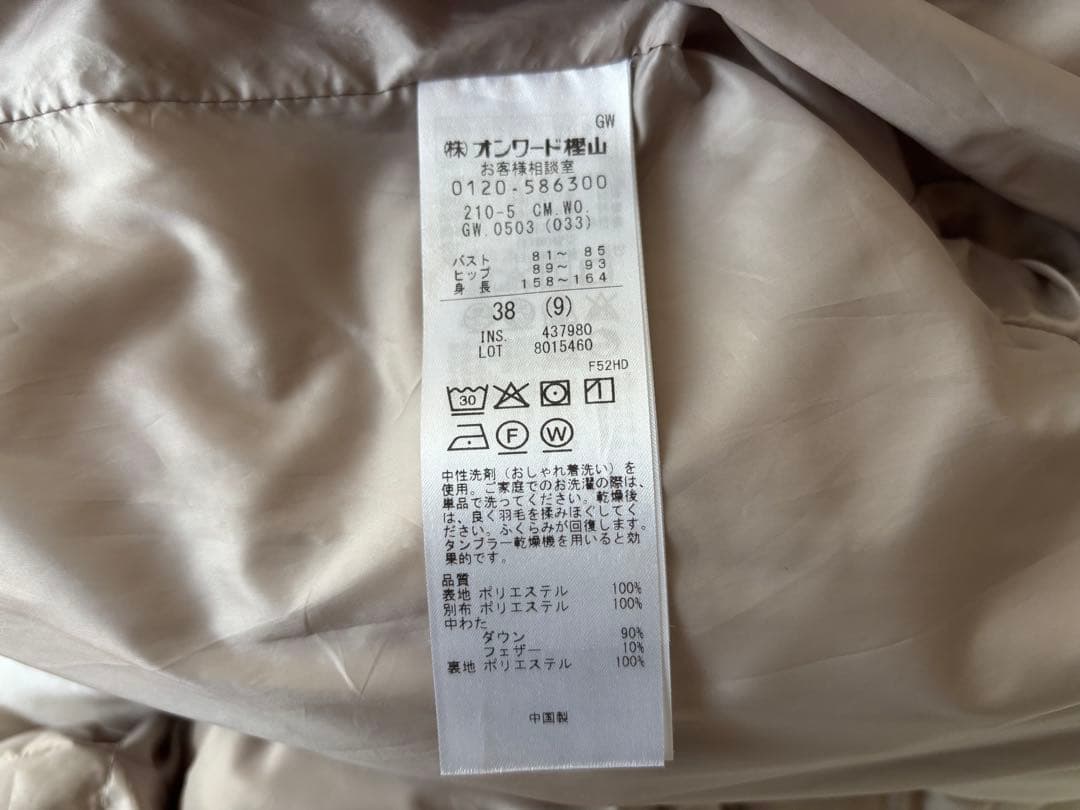 GW
㈱オンワード樫山
お客様相談室
0120-586300
210-5 CM.WO.
GW.0503 (033)
バスト 81～ 85
ヒップ 89～ 93
身 長 158～164
38 (9)
INS. 437980
LOT 8015460
F52HD
30
F W
中性洗剤（おしゃれ着洗い）を
使用。ご家庭でのお洗濯の際は、
単品で洗ってください。乾燥後
は、良く羽毛を揉みほぐしてく
ださい。ふくらみが回復します。
タンブラー乾燥機を用いると効
果的です。
品質
表地 ポリエステル 100%
別布 ポリエステル 100%
中わた
ダウン 90%
フェザー 10%
裏地 ポリエステル 100%
中国製